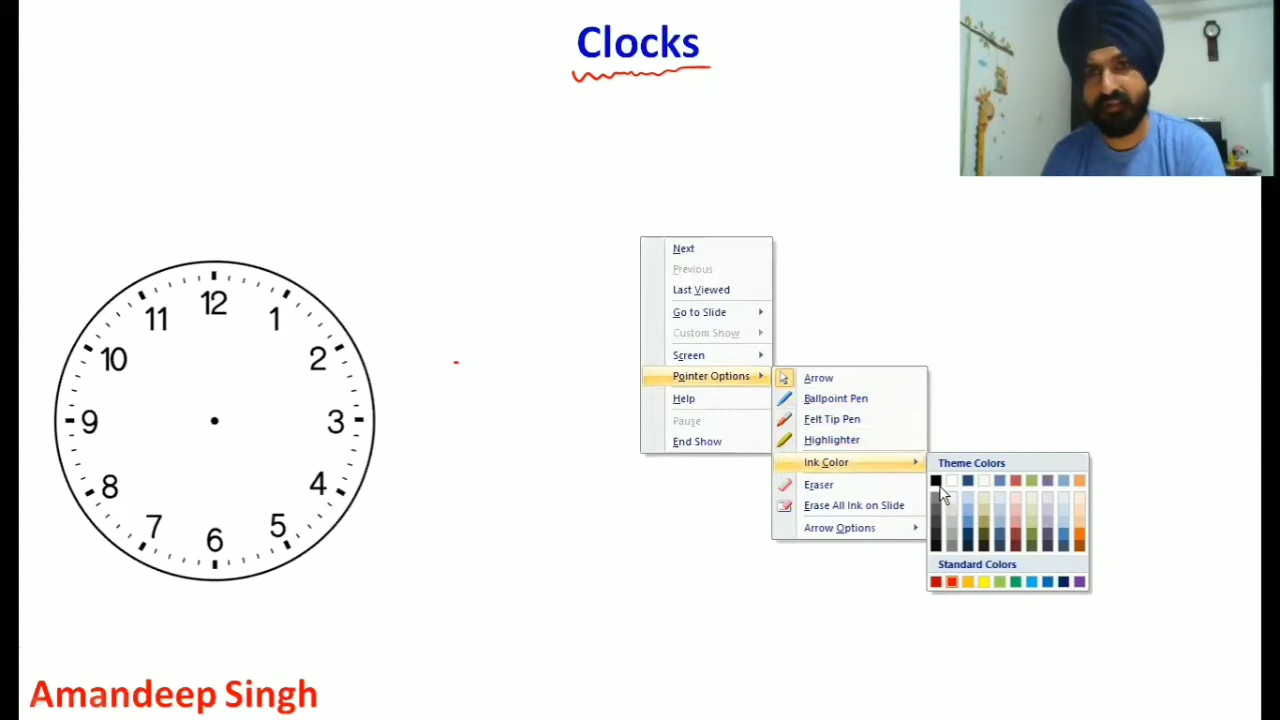 Clocks
12
11
1
10
2
9
3
8
4
7
5
6
Next
Previous
Last Viewed
Go to Slide
Custom Show
Screen
Pointer Options
Help
Pause
End Show
Arrow
Ballpoint Pen
Felt Tip Pen
Highlighter
Ink Color
Eraser
Erase All Ink on Slide
Arrow Options
Theme Colors
Standard Colors
Amandeep Singh